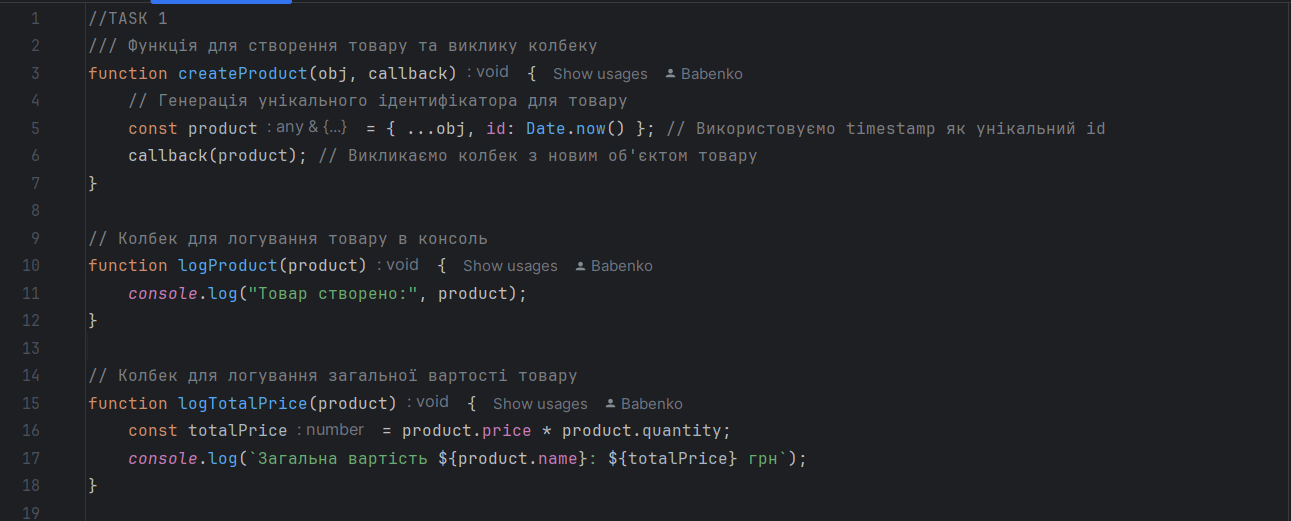 1 //TASK 1
2 /// Функція для створення товару та виклику колбеку
3 function createProduct(obj, callback) : void { Show usages Babenko
4 // Генерація унікального ідентифікатора для товару
5 const product : any & {...} = { ...obj, id: Date.now() }; // Використовуємо timestamp як унікальний id
6 callback(product); // Викликаємо колбек з новим об'єктом товару
7 }
8
9 // Колбек для логування товару в консоль
10 function logProduct(product) : void { Show usages Babenko
11 console.log("Товар створено:", product);
12 }
13
14 // Колбек для логування загальної вартості товару
15 function logTotalPrice(product) : void { Show usages Babenko
16 const totalPrice : number = product.price * product.quantity;
17 console.log(`Загальна вартість ${product.name}: ${totalPrice} грн`);
18 }
19